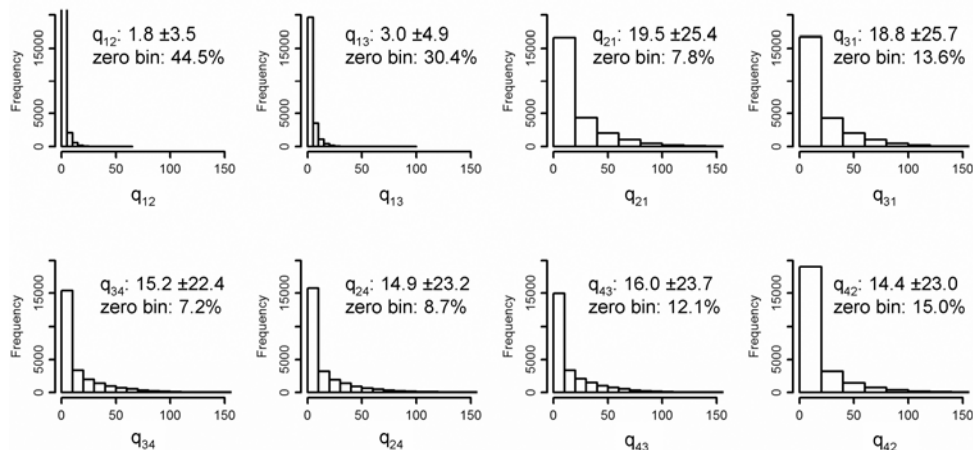 q12: 1.8 ±3.5
zero bin: 44.5%
Frequency
0 5000 15000
0 50 100 150
q12
q13: 3.0 ±4.9
zero bin: 30.4%
Frequency
0 5000 15000
0 50 100 150
q13
q21: 19.5 ±25.4
zero bin: 7.8%
Frequency
0 5000 15000
0 50 100 150
q21
q31: 18.8 ±25.7
zero bin: 13.6%
Frequency
0 5000 15000
0 50 100 150
q31
q34: 15.2 ±22.4
zero bin: 7.2%
Frequency
0 5000 15000
0 50 100 150
q34
q24: 14.9 ±23.2
zero bin: 8.7%
Frequency
0 5000 15000
0 50 100 150
q24
q43: 16.0 ±23.7
zero bin: 12.1%
Frequency
0 5000 15000
0 50 100 150
q43
q42: 14.4 ±23.0
zero bin: 15.0%
Frequency
0 5000 15000
0 50 100 150
q42